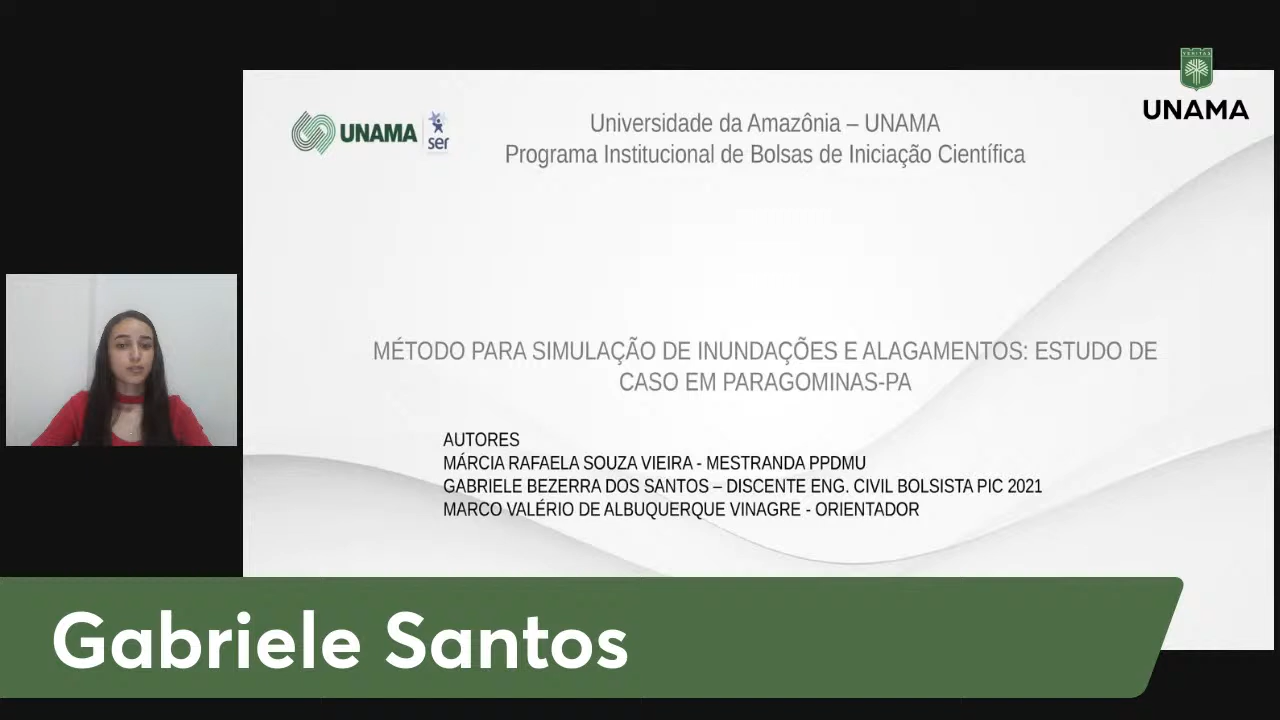 VERITAS
UNAMA
UNAMA
ser
Universidade da Amazônia – UNAMA
Programa Institucional de Bolsas de Iniciação Científica
MÉTODO PARA SIMULAÇÃO DE INUNDAÇÕES E ALAGAMENTOS: ESTUDO DE
CASO EM PARAGOMINAS-PA
AUTORES
MÁRCIA RAFAELA SOUZA VIEIRA - MESTRANDA PPDMU
GABRIELE BEZERRA DOS SANTOS – DISCENTE ENG. CIVIL BOLSISTA PIC 2021
MARCO VALÉRIO DE ALBUQUERQUE VINAGRE - ORIENTADOR
Gabriele Santos